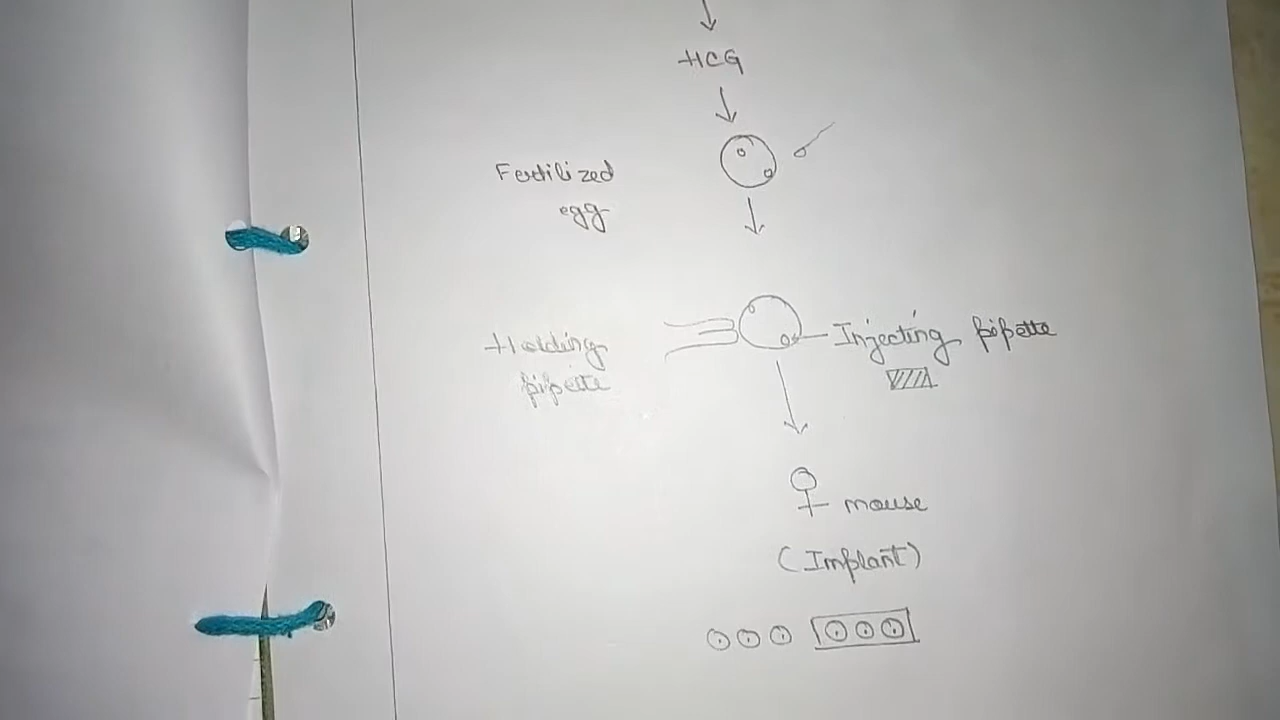 HCG
Fertilized
egg
Holding
pipette
Injecting pipette
mouse
(Implant)